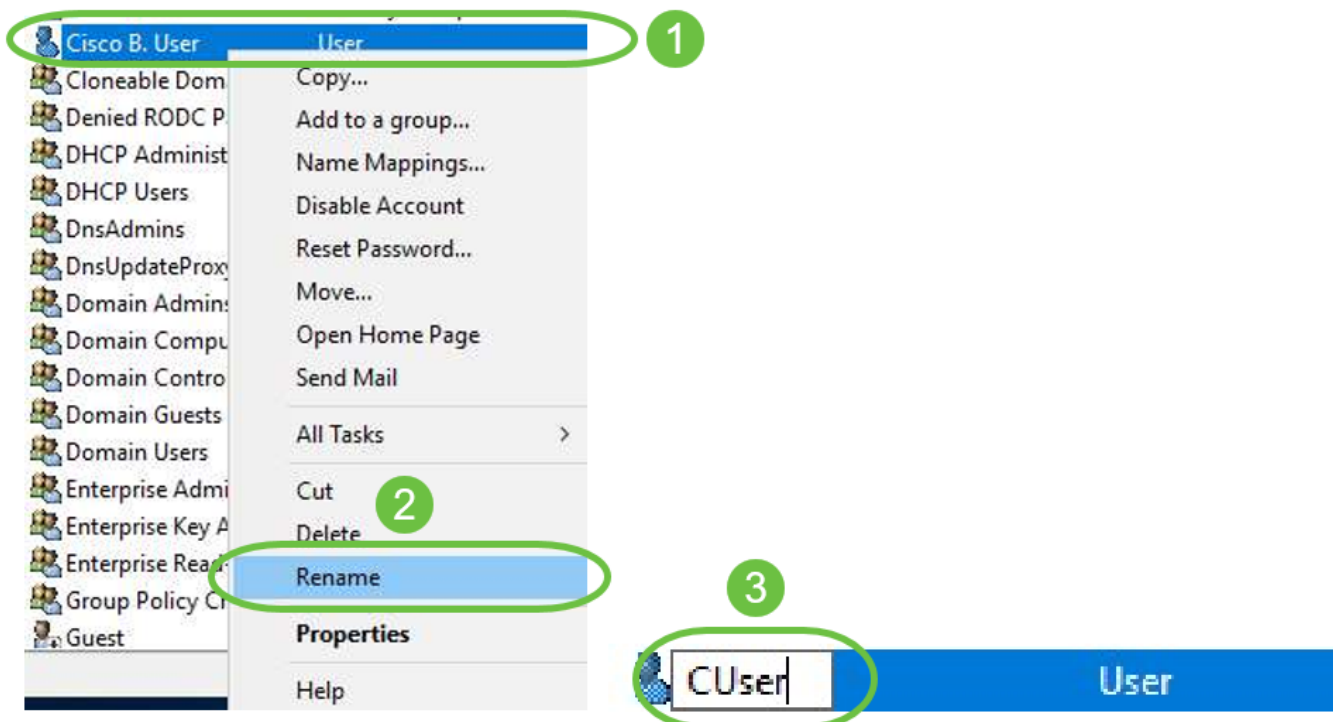 Cisco B. User User
1
Cloneable Dom
Denied RODC P
DHCP Administ
DHCP Users
DnsAdmins
DnsUpdateProxy
Domain Admins
Domain Compu
Domain Contro
Domain Guests
Domain Users
Enterprise Admi
Enterprise Key A
Enterprise Read-
Group Policy Cr
Guest
Copy...
Add to a group...
Name Mappings...
Disable Account
Reset Password...
Move...
Open Home Page
Send Mail
All Tasks >
Cut
2
Delete
Rename
Properties
Help
3
CUser User